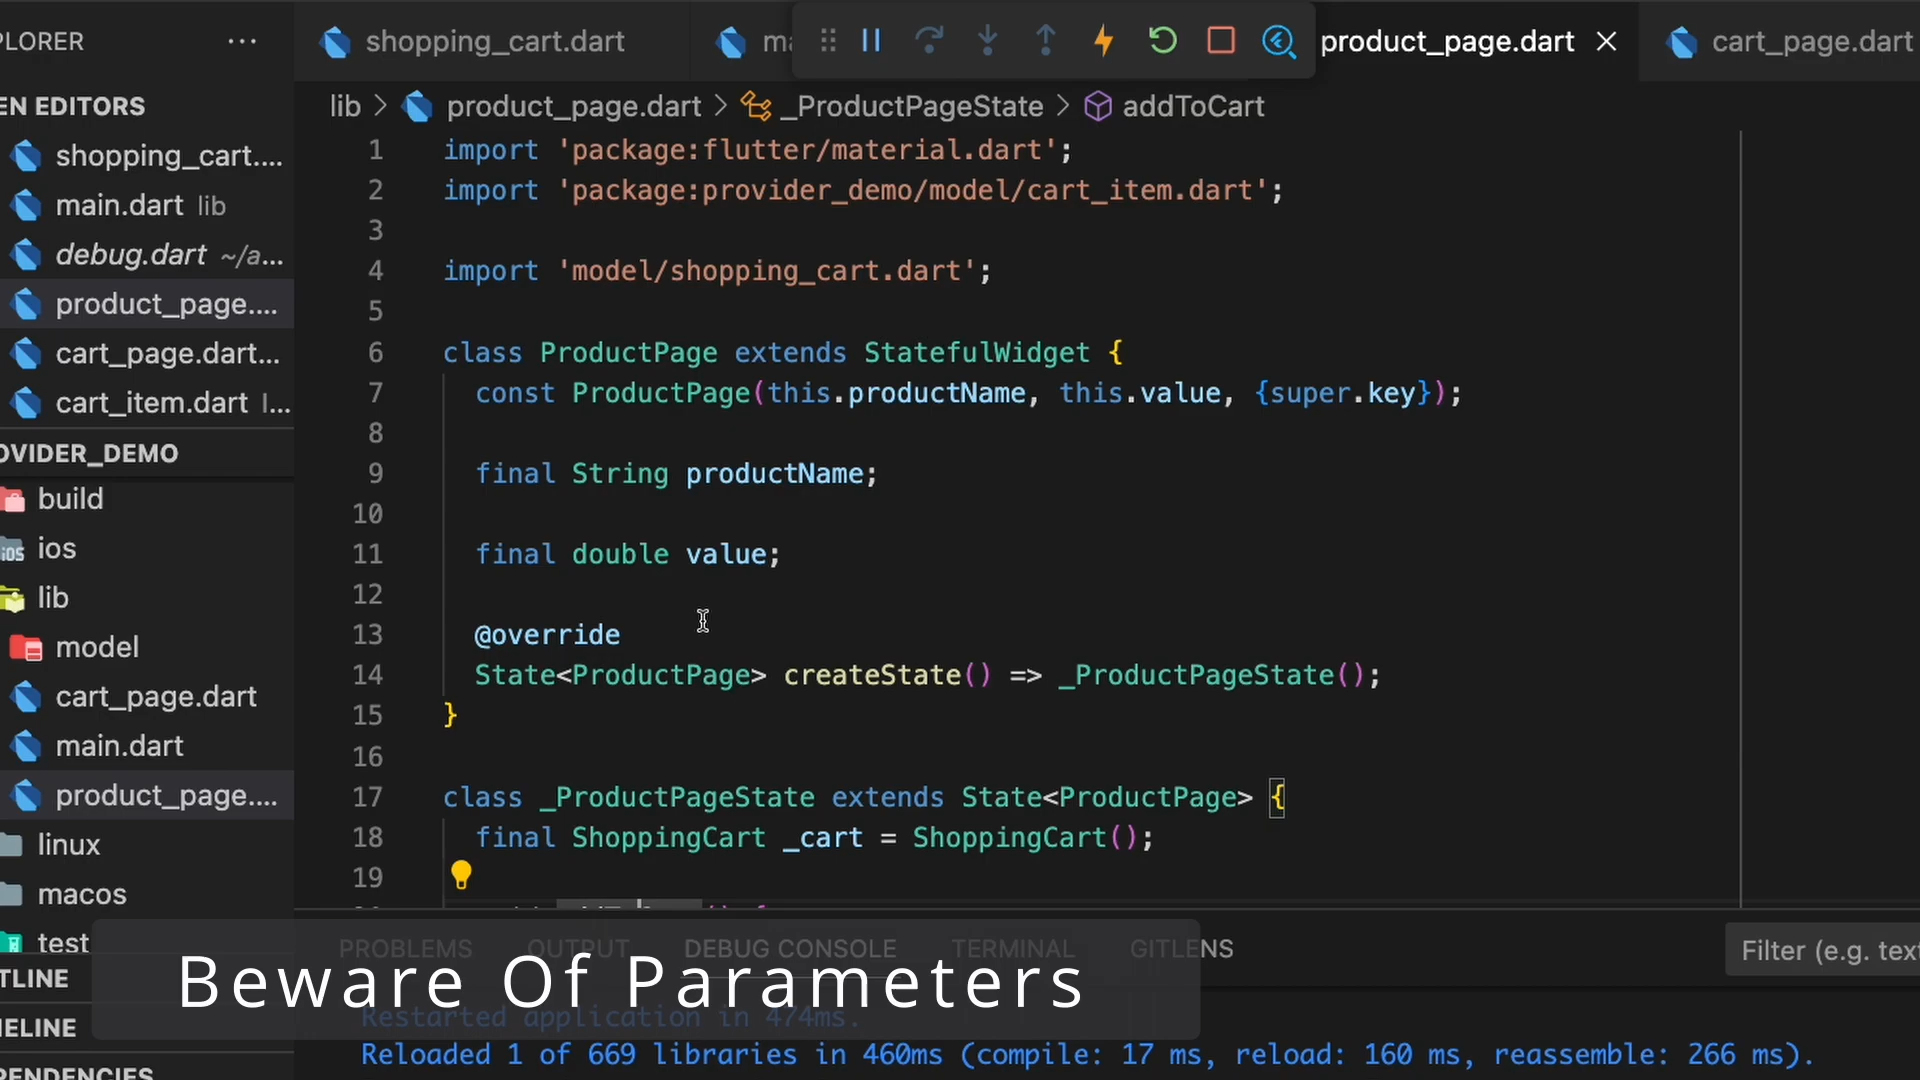 PLORER
shopping_cart.dart
ma
product_page.dart
cart_page.dart
EN EDITORS
shopping_cart....
main.dart lib
debug.dart ~/a...
product_page....
cart_page.dart...
cart_item.dart l...
OVIDER_DEMO
build
ios
lib
model
cart_page.dart
main.dart
product_page....
linux
macos
test
TLINE
IELINE
PENDENCIES
lib > product_page.dart > _ProductPageState > addToCart
1 import 'package:flutter/material.dart';
2 import 'package:provider_demo/model/cart_item.dart';
3
4 import 'model/shopping_cart.dart';
5
6 class ProductPage extends StatefulWidget {
7 const ProductPage(this.productName, this.value, {super.key});
8
9 final String productName;
10
11 final double value;
12
13 @override
14 State<ProductPage> createState() => _ProductPageState();
15 }
16
17 class _ProductPageState extends State<ProductPage> {
18 final ShoppingCart _cart = ShoppingCart();
19
PROBLEMS OUTPUT DEBUG CONSOLE TERMINAL GITLENS
Filter (e.g. text
Beware Of Parameters
Restarted application in 474ms.
Reloaded 1 of 669 libraries in 460ms (compile: 17 ms, reload: 160 ms, reassemble: 266 ms).